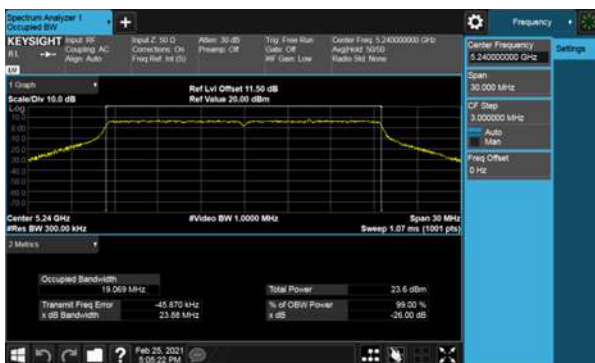 Spectrum Analyzer 1
Occupied BW
+
Frequency
KEYSIGHT
Input: RF
Input Z: 50 Ω
Atten: 30 dB
Trig: Free Run
Center Freq: 5.240000000 GHz
RL
Coupling: AC
Corrections: On
Preamp: Off
Gate: Off
Avg|Hold: 50/50
Align: Auto
Freq Ref: Int (S)
#IF Gain: Low
Radio Std: None
Center Frequency
5.240000000 GHz
Settings
Span
30.000 MHz
CF Step
3.000000 MHz
Auto
Man
Freq Offset
0 Hz
1 Graph
Ref Lvl Offset 11.50 dB
Scale/Div 10.0 dB
Ref Value 20.00 dBm
Log
10.0
0.00
Center 5.24 GHz
#Video BW 1.0000 MHz
Span 30 MHz
#Res BW 300.00 kHz
Sweep 1.07 ms (1001 pts)
2 Metrics
Occupied Bandwidth
19.069 MHz
Total Power
23.6 dBm
Transmit Freq Error
-45.870 kHz
% of OBW Power
99.00 %
x dB Bandwidth
23.88 MHz
x dB
-26.00 dB
?
Feb 25, 2021
5:05:22 PM